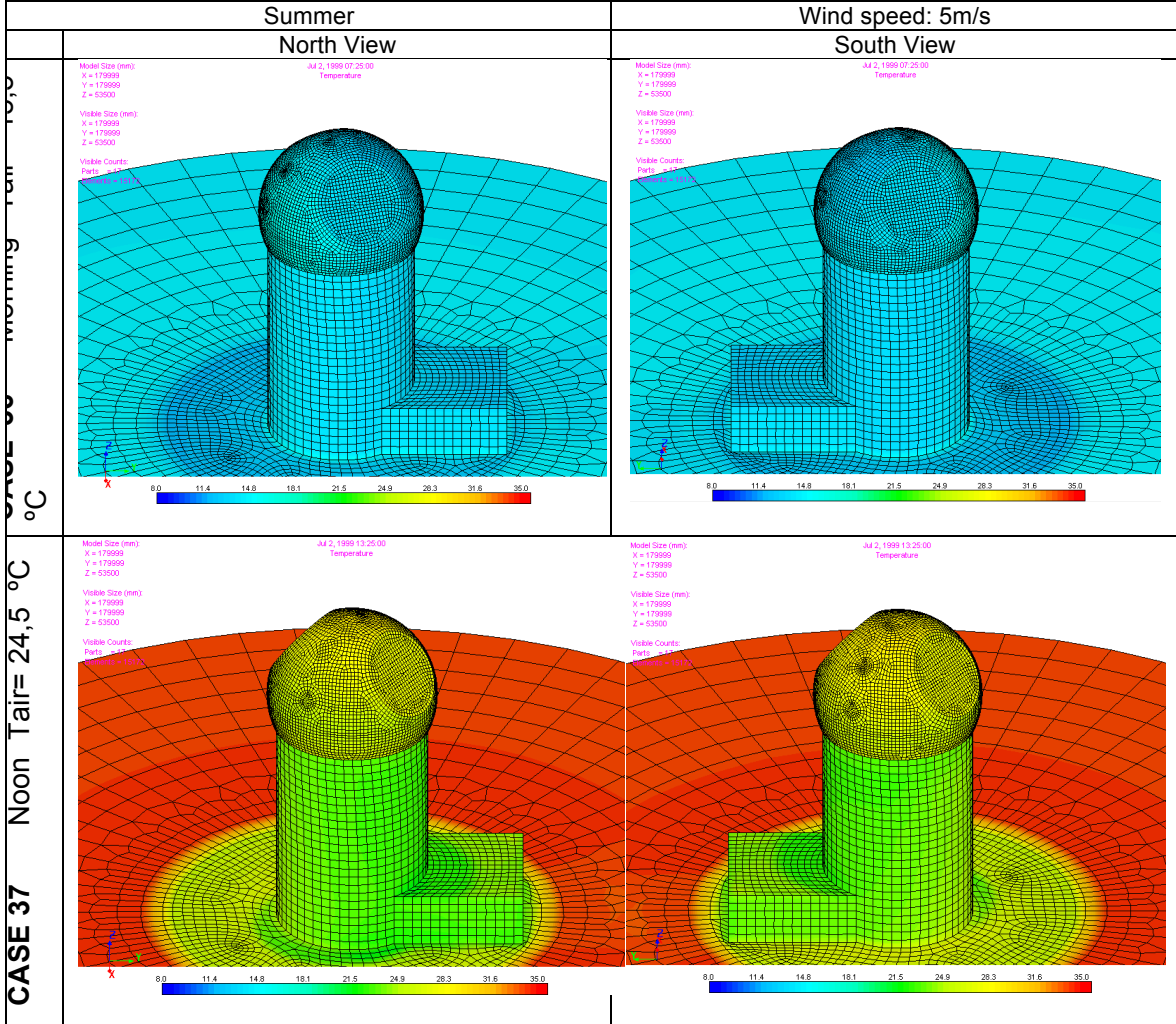 Summer
Wind speed: 5m/s
North View
South View
Morning
ºC
Model Size (mm):
X = 179999
Y = 179999
Z = 53500
Visible Size (mm):
X = 179999
Y = 179999
Z = 53500
Visible Counts:
Parts = 17
Jul 2, 1999 07:25:00
Temperature
Z
X
8.0 11.4 14.8 18.1 21.5 24.9 28.3 31.6 35.0
Model Size (mm):
X = 179999
Y = 179999
Z = 53500
Visible Size (mm):
X = 179999
Y = 179999
Z = 53500
Visible Counts:
Parts = 17
Jul 2, 1999 07:25:00
Temperature
8.0 11.4 14.8 18.1 21.5 24.9 28.3 31.6 35.0
CASE 37 Noon Tair= 24,5 ºC
Model Size (mm):
X = 179999
Y = 179999
Z = 53500
Visible Size (mm):
X = 179999
Y = 179999
Z = 53500
Visible Counts:
Parts = 17
Jul 2, 1999 13:25:00
Temperature
Z
Y
X
8.0 11.4 14.8 18.1 21.5 24.9 28.3 31.6 35.0
Model Size (mm):
X = 179999
Y = 179999
Z = 53500
Visible Size (mm):
X = 179999
Y = 179999
Z = 53500
Visible Counts:
Parts = 17
Jul 2, 1999 13:25:00
Temperature
Z
Y
8.0 11.4 14.8 18.1 21.5 24.9 28.3 31.6 35.0